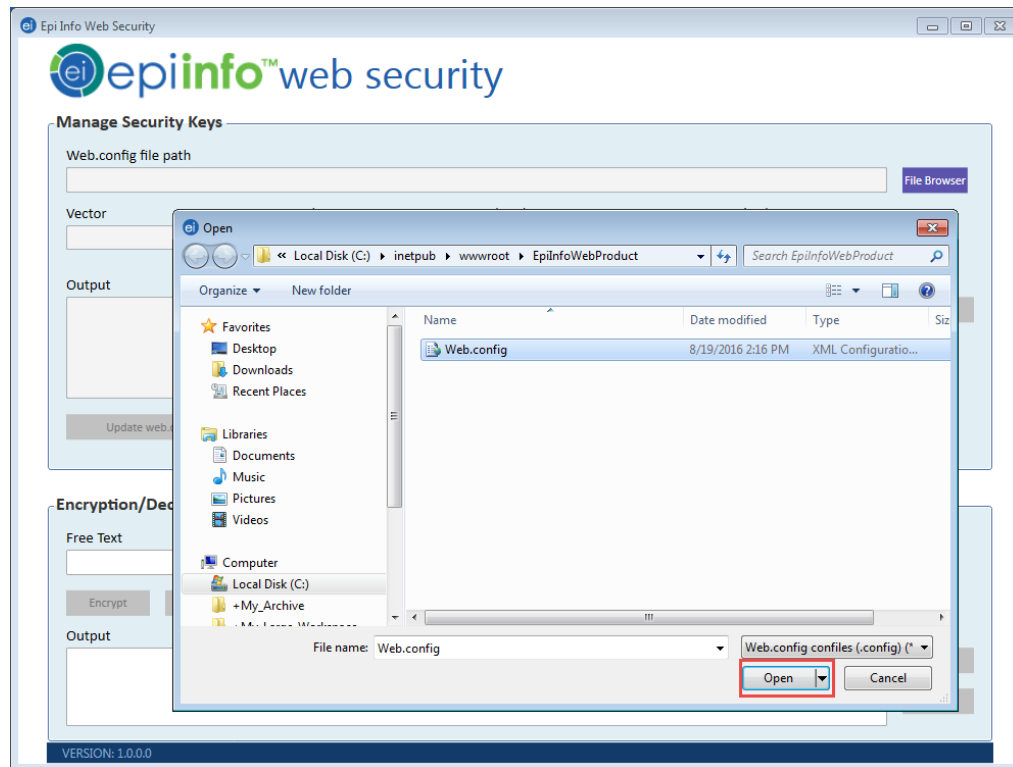 Epi Info Web Security
ei epiinfo™ web security
Manage Security Keys
Web.config file path
File Browser
Vector
Open
« Local Disk (C:) inetpub wwwroot EpiInfoWebProduct
Search EpiInfoWebProduct
Output
Organize New folder
Favorites
Desktop
Downloads
Recent Places
Libraries
Documents
Music
Pictures
Videos
Computer
Local Disk (C:)
+My_Archive
Name Date modified Type Siz
Web.config 8/19/2016 2:16 PM XML Configuratio...
Update web.c
Encryption/Dec
Free Text
Encrypt
Output
File name: Web.config
Web.config confiles (.config) (*
Open Cancel
VERSION: 1.0.0.0